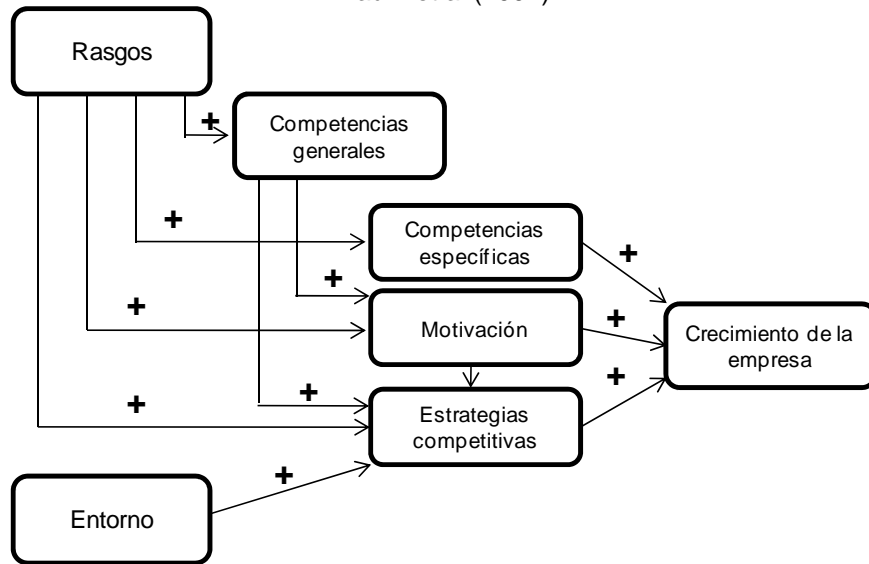 Rasgos
+
Competencias
generales
+
Competencias
específicas
+
+
+
Motivación
+
Crecimiento de la
empresa
+
+
+
Estrategias
competitivas
+
Entorno